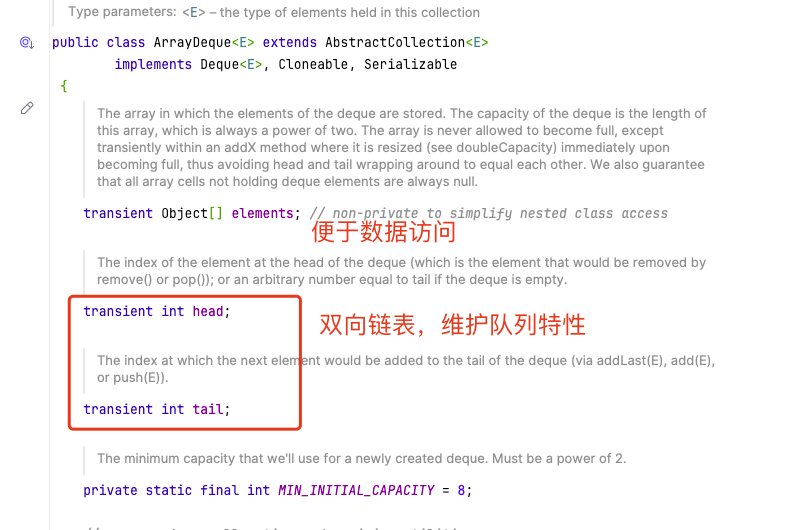 Type parameters: <E> – the type of elements held in this collection
public class ArrayDeque<E> extends AbstractCollection<E>
implements Deque<E>, Cloneable, Serializable
{
The array in which the elements of the deque are stored. The capacity of the deque is the length of
this array, which is always a power of two. The array is never allowed to become full, except
transiently within an addX method where it is resized (see doubleCapacity) immediately upon
becoming full, thus avoiding head and tail wrapping around to equal each other. We also guarantee
that all array cells not holding deque elements are always null.
transient Object[] elements; // non-private to simplify nested class access
便于数据访问
The index of the element at the head of the deque (which is the element that would be removed by
remove() or pop()); or an arbitrary number equal to tail if the deque is empty.
transient int head;
双向链表，维护队列特性
The index at which the next element would be added to the tail of the deque (via addLast(E), add(E),
or push(E)).
transient int tail;
The minimum capacity that we'll use for a newly created deque. Must be a power of 2.
private static final int MIN_INITIAL_CAPACITY = 8;